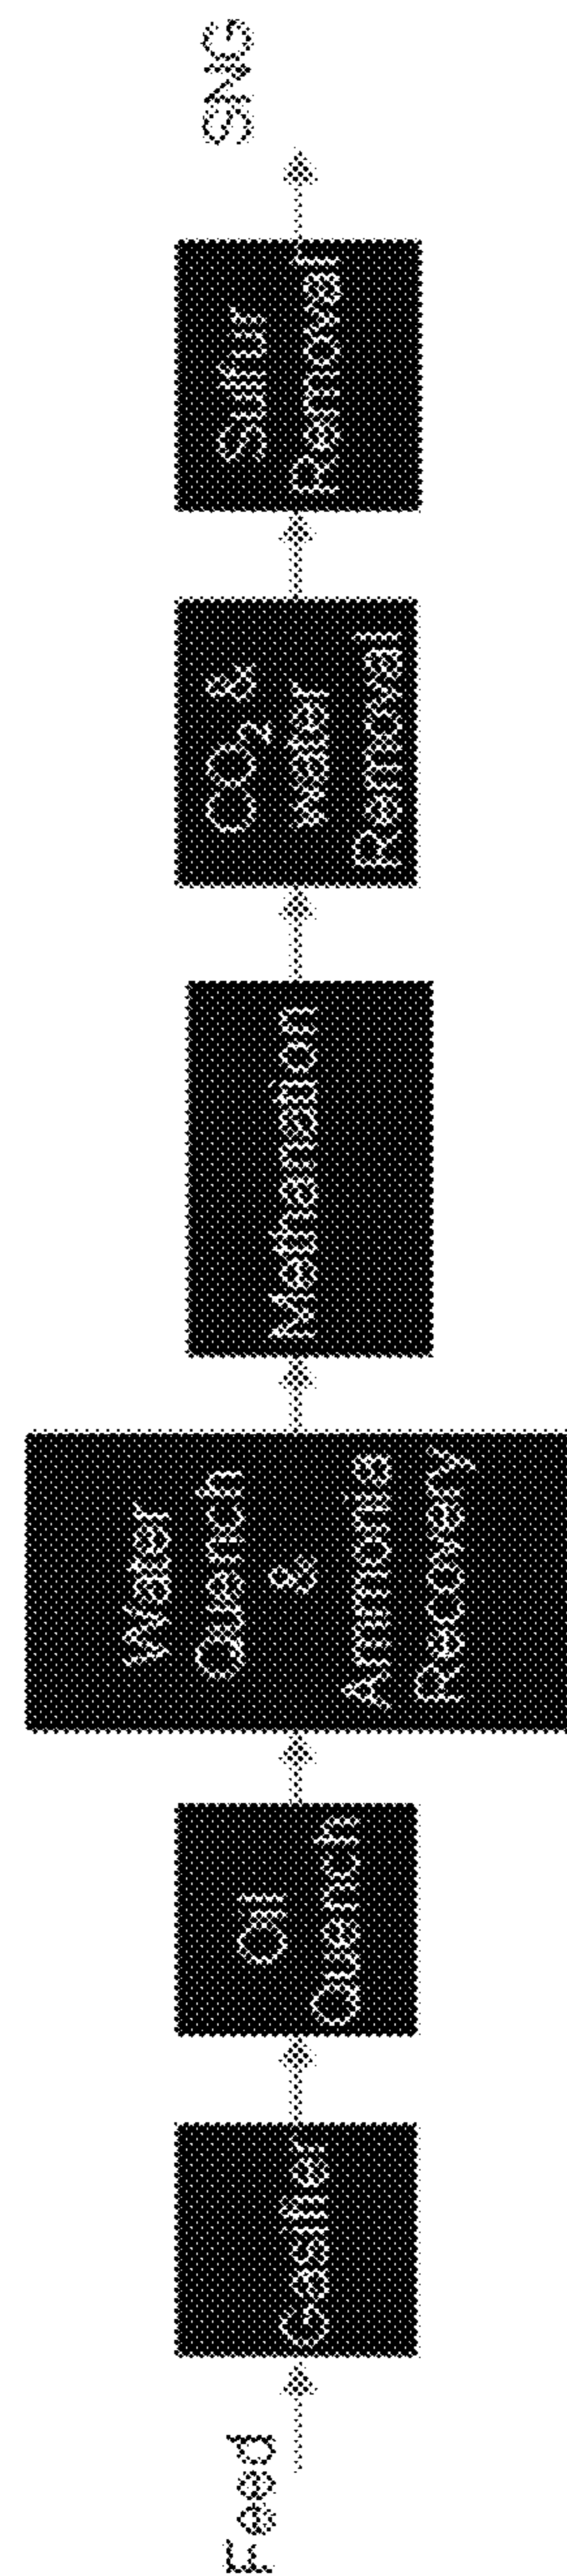 Feed
Gasifier
Oil
Quench
Water
Quench
&
Ammonia
Recovery
Methanation
CO₂ &
water
Removal
Sulfur
Removal
SNG